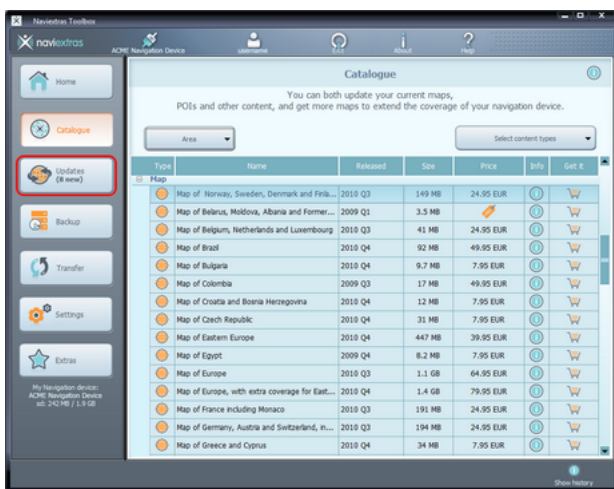 Naviextras Toolbox
naviextras
ACME Navigation Device
username
Exit
About
Help
Home
Catalogue
Updates
(8 new)
Backup
Transfer
Settings
Extras
My Navigation device:
ACME Navigation Device
sd: 242 MB / 1.9 GB
Catalogue
You can both update your current maps,
POIs and other content, and get more maps to extend the coverage of your navigation device.
Area
Select content types
Type Name Released Size Price Info Get it
Map
Map of Norway, Sweden, Denmark and Finla... 2010 Q3 149 MB 24.95 EUR
Map of Belarus, Moldova, Albania and Former... 2009 Q1 3.5 MB
Map of Belgium, Netherlands and Luxembourg 2010 Q3 41 MB 24.95 EUR
Map of Brazil 2010 Q4 92 MB 49.95 EUR
Map of Bulgaria 2010 Q4 9.7 MB 7.95 EUR
Map of Colombia 2009 Q3 17 MB 49.95 EUR
Map of Croatia and Bosnia Herzegovina 2010 Q4 12 MB 7.95 EUR
Map of Czech Republic 2010 Q4 31 MB 7.95 EUR
Map of Eastern Europe 2010 Q4 447 MB 39.95 EUR
Map of Egypt 2009 Q4 8.2 MB 7.95 EUR
Map of Europe 2010 Q3 1.1 GB 64.95 EUR
Map of Europe, with extra coverage for East... 2010 Q4 1.4 GB 79.95 EUR
Map of France including Monaco 2010 Q3 191 MB 24.95 EUR
Map of Germany, Austria and Switzerland, in... 2010 Q3 194 MB 24.95 EUR
Map of Greece and Cyprus 2010 Q4 34 MB 7.95 EUR
Show history